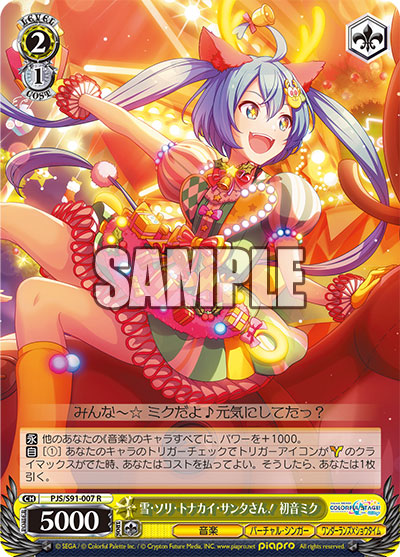 LEVEL
2
1
COST
SAMPLE
みんな～☆ ミクだよ♪元気にしてたっ？
永 他のあなたの《音楽》のキャラすべてに、パワーを＋1000。
自 [①] あなたのキャラのトリガーチェックでトリガーアイコンが のク
ライマックスがでた時、あなたはコストを払ってよい。そうしたら、あなたは1枚
引く。
CH PJS/S91-007 R
POWER 5000
雪・ソリ・トナカイ・サンタさん！ 初音ミク
COLORFUL STAGE!
音楽
バーチャル・シンガー
ワンダーランズ×ショウタイム
© SEGA / © Colorful Palette Inc. / © Crypton Future Media, INC. www.piapro.net piapro